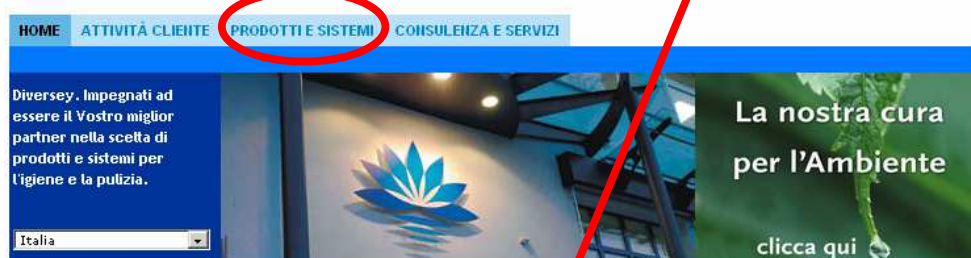 HOME ATTIVITÀ CLIENTE PRODOTTI E SISTEMI CONSULENZA E SERVIZI
Diversey. Impegnati ad
essere il Vostro miglior
partner nella scelta di
prodotti e sistemi per
l'igiene e la pulizia.
Italia
La nostra cura
per l'Ambiente
clicca qui